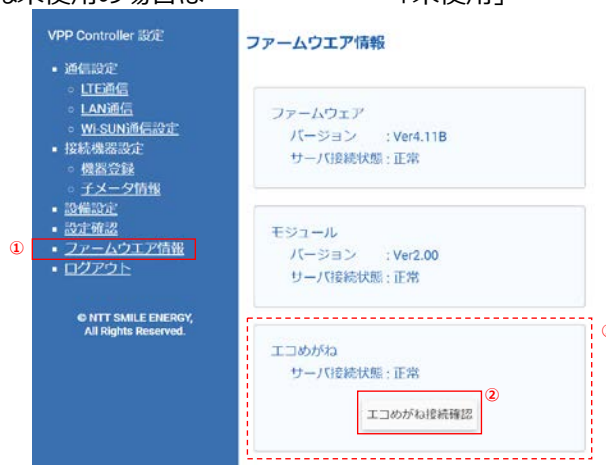 未使用の場合は 未使用」
VPP Controller 設定
通信設定
LTE通信
LAN通信
Wi-SUN通信設定
接続機器設定
機器登録
子メータ情報
設備設定
設定確認
① ファームウエア情報
ログアウト
© NTT SMILE ENERGY,
All Rights Reserved.
ファームウエア情報
ファームウェア
バージョン : Ver4.11B
サーバ接続状態 : 正常
モジュール
バージョン : Ver2.00
サーバ接続状態 : 正常
エコめがね
サーバ接続状態 : 正常
②
エコめがね接続確認